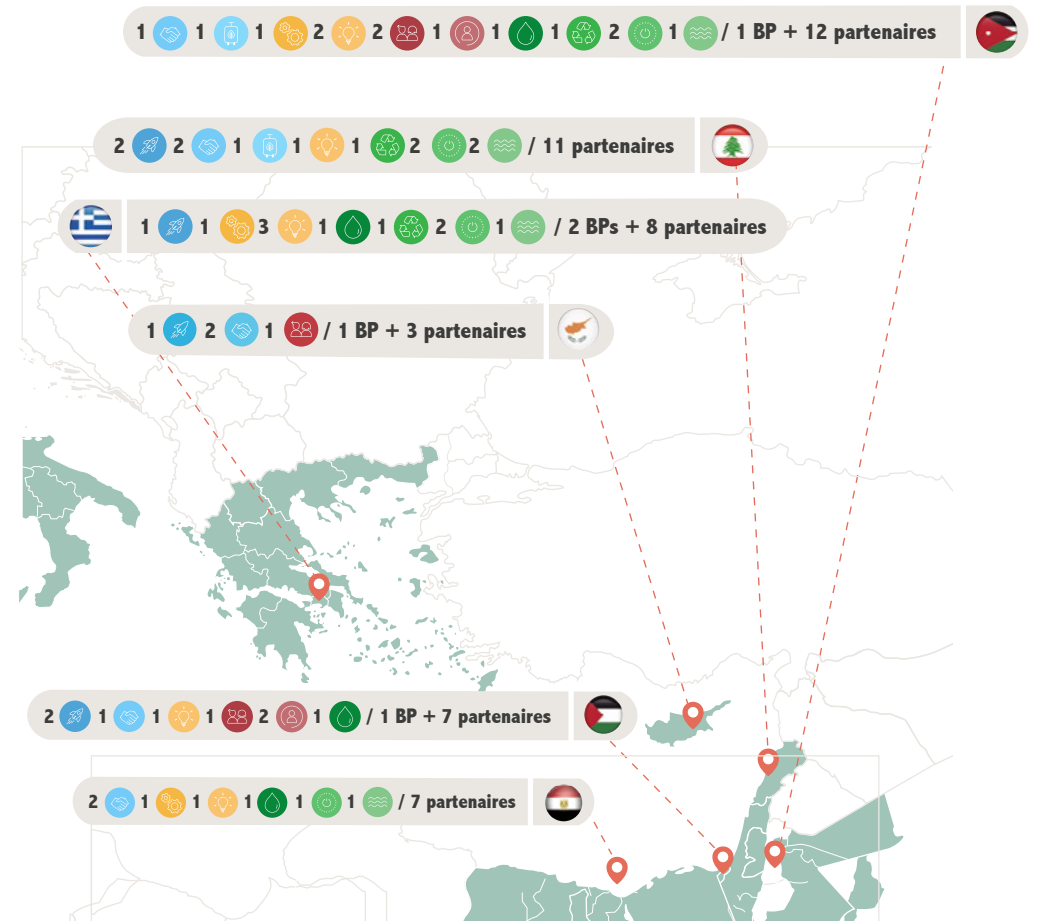 1 1 1 2 2 1 1 1 2 1 / 1 BP + 12 partenaires
2 2 1 1 1 2 2 / 11 partenaires
1 1 3 1 1 2 1 / 2 BPs + 8 partenaires
1 2 1 / 1 BP + 3 partenaires
2 1 1 1 2 1 / 1 BP + 7 partenaires
2 1 1 1 1 1 / 7 partenaires